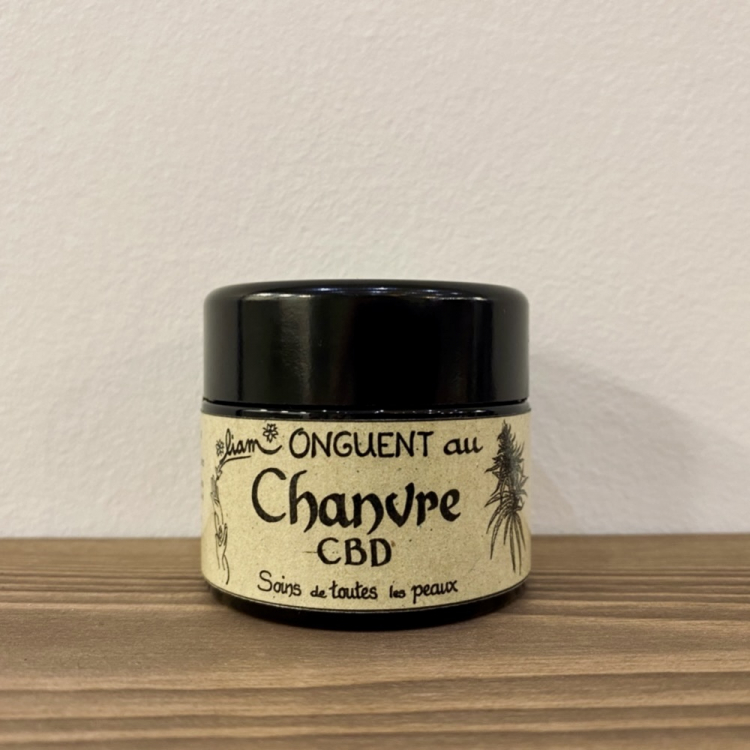 liam ONGUENT au
Chanvre
CBD
Soins de toutes les peaux